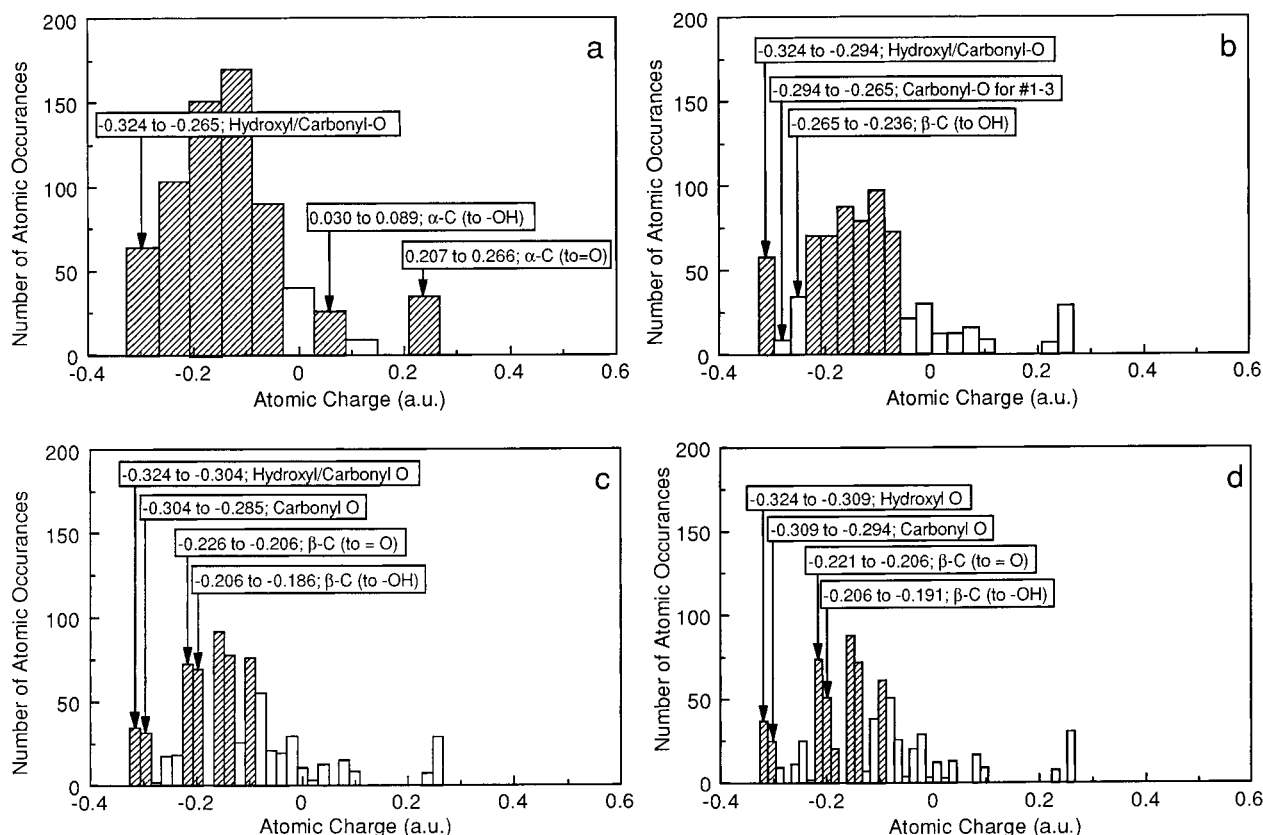 a
Number of Atomic Occurances
200
150
100
50
0
-0.324 to -0.265; Hydroxyl/Carbonyl-O
0.030 to 0.089; α-C (to -OH)
0.207 to 0.266; α-C (to=O)
-0.4
-0.2
0
0.2
0.4
0.6
Atomic Charge (a.u.)
b
Number of Atomic Occurances
200
150
100
50
0
-0.324 to -0.294; Hydroxyl/Carbonyl-O
-0.294 to -0.265; Carbonyl-O for #1-3
-0.265 to -0.236; β-C (to OH)
-0.4
-0.2
0
0.2
0.4
0.6
Atomic Charge (a.u.)
c
Number of Atomic Occurances
200
150
100
50
0
-0.324 to -0.304; Hydroxyl/Carbonyl O
-0.304 to -0.285; Carbonyl O
-0.226 to -0.206; β-C (to = O)
-0.206 to -0.186; β-C (to -OH)
-0.4
-0.2
0
0.2
0.4
0.6
Atomic Charge (a.u.)
d
Number of Atomic Occurances
200
150
100
50
0
-0.324 to -0.309; Hydroxyl O
-0.309 to -0.294; Carbonyl O
-0.221 to -0.206; β-C (to = O)
-0.206 to -0.191; β-C (to -OH)
-0.4
-0.2
0
0.2
0.4
0.6
Atomic Charge (a.u.)